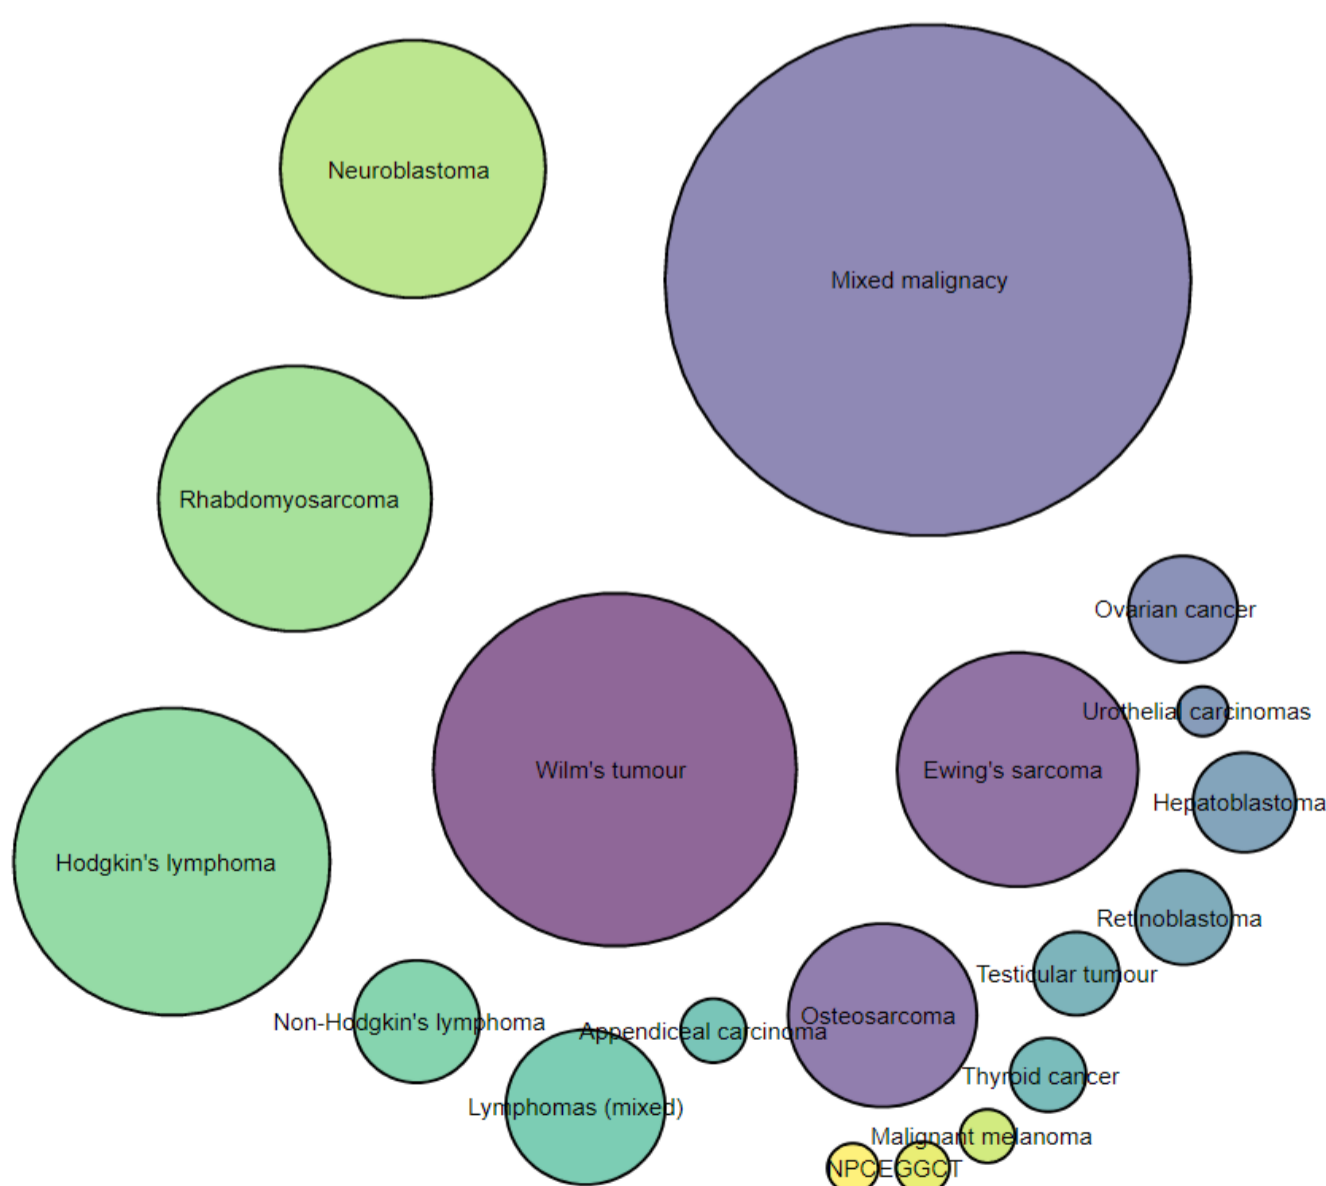 Neuroblastoma
Mixed malignacy
Rhabdomyosarcoma
Ovarian cancer
Urothelial carcinomas
Wilm's tumour
Ewing's sarcoma
Hepatoblastoma
Hodgkin's lymphoma
Retinoblastoma
Testicular tumour
Osteosarcoma
Non-Hodgkin's lymphoma
Appendiceal carcinoma
Thyroid cancer
Lymphomas (mixed)
Malignant melanoma
NPC
EGGCT